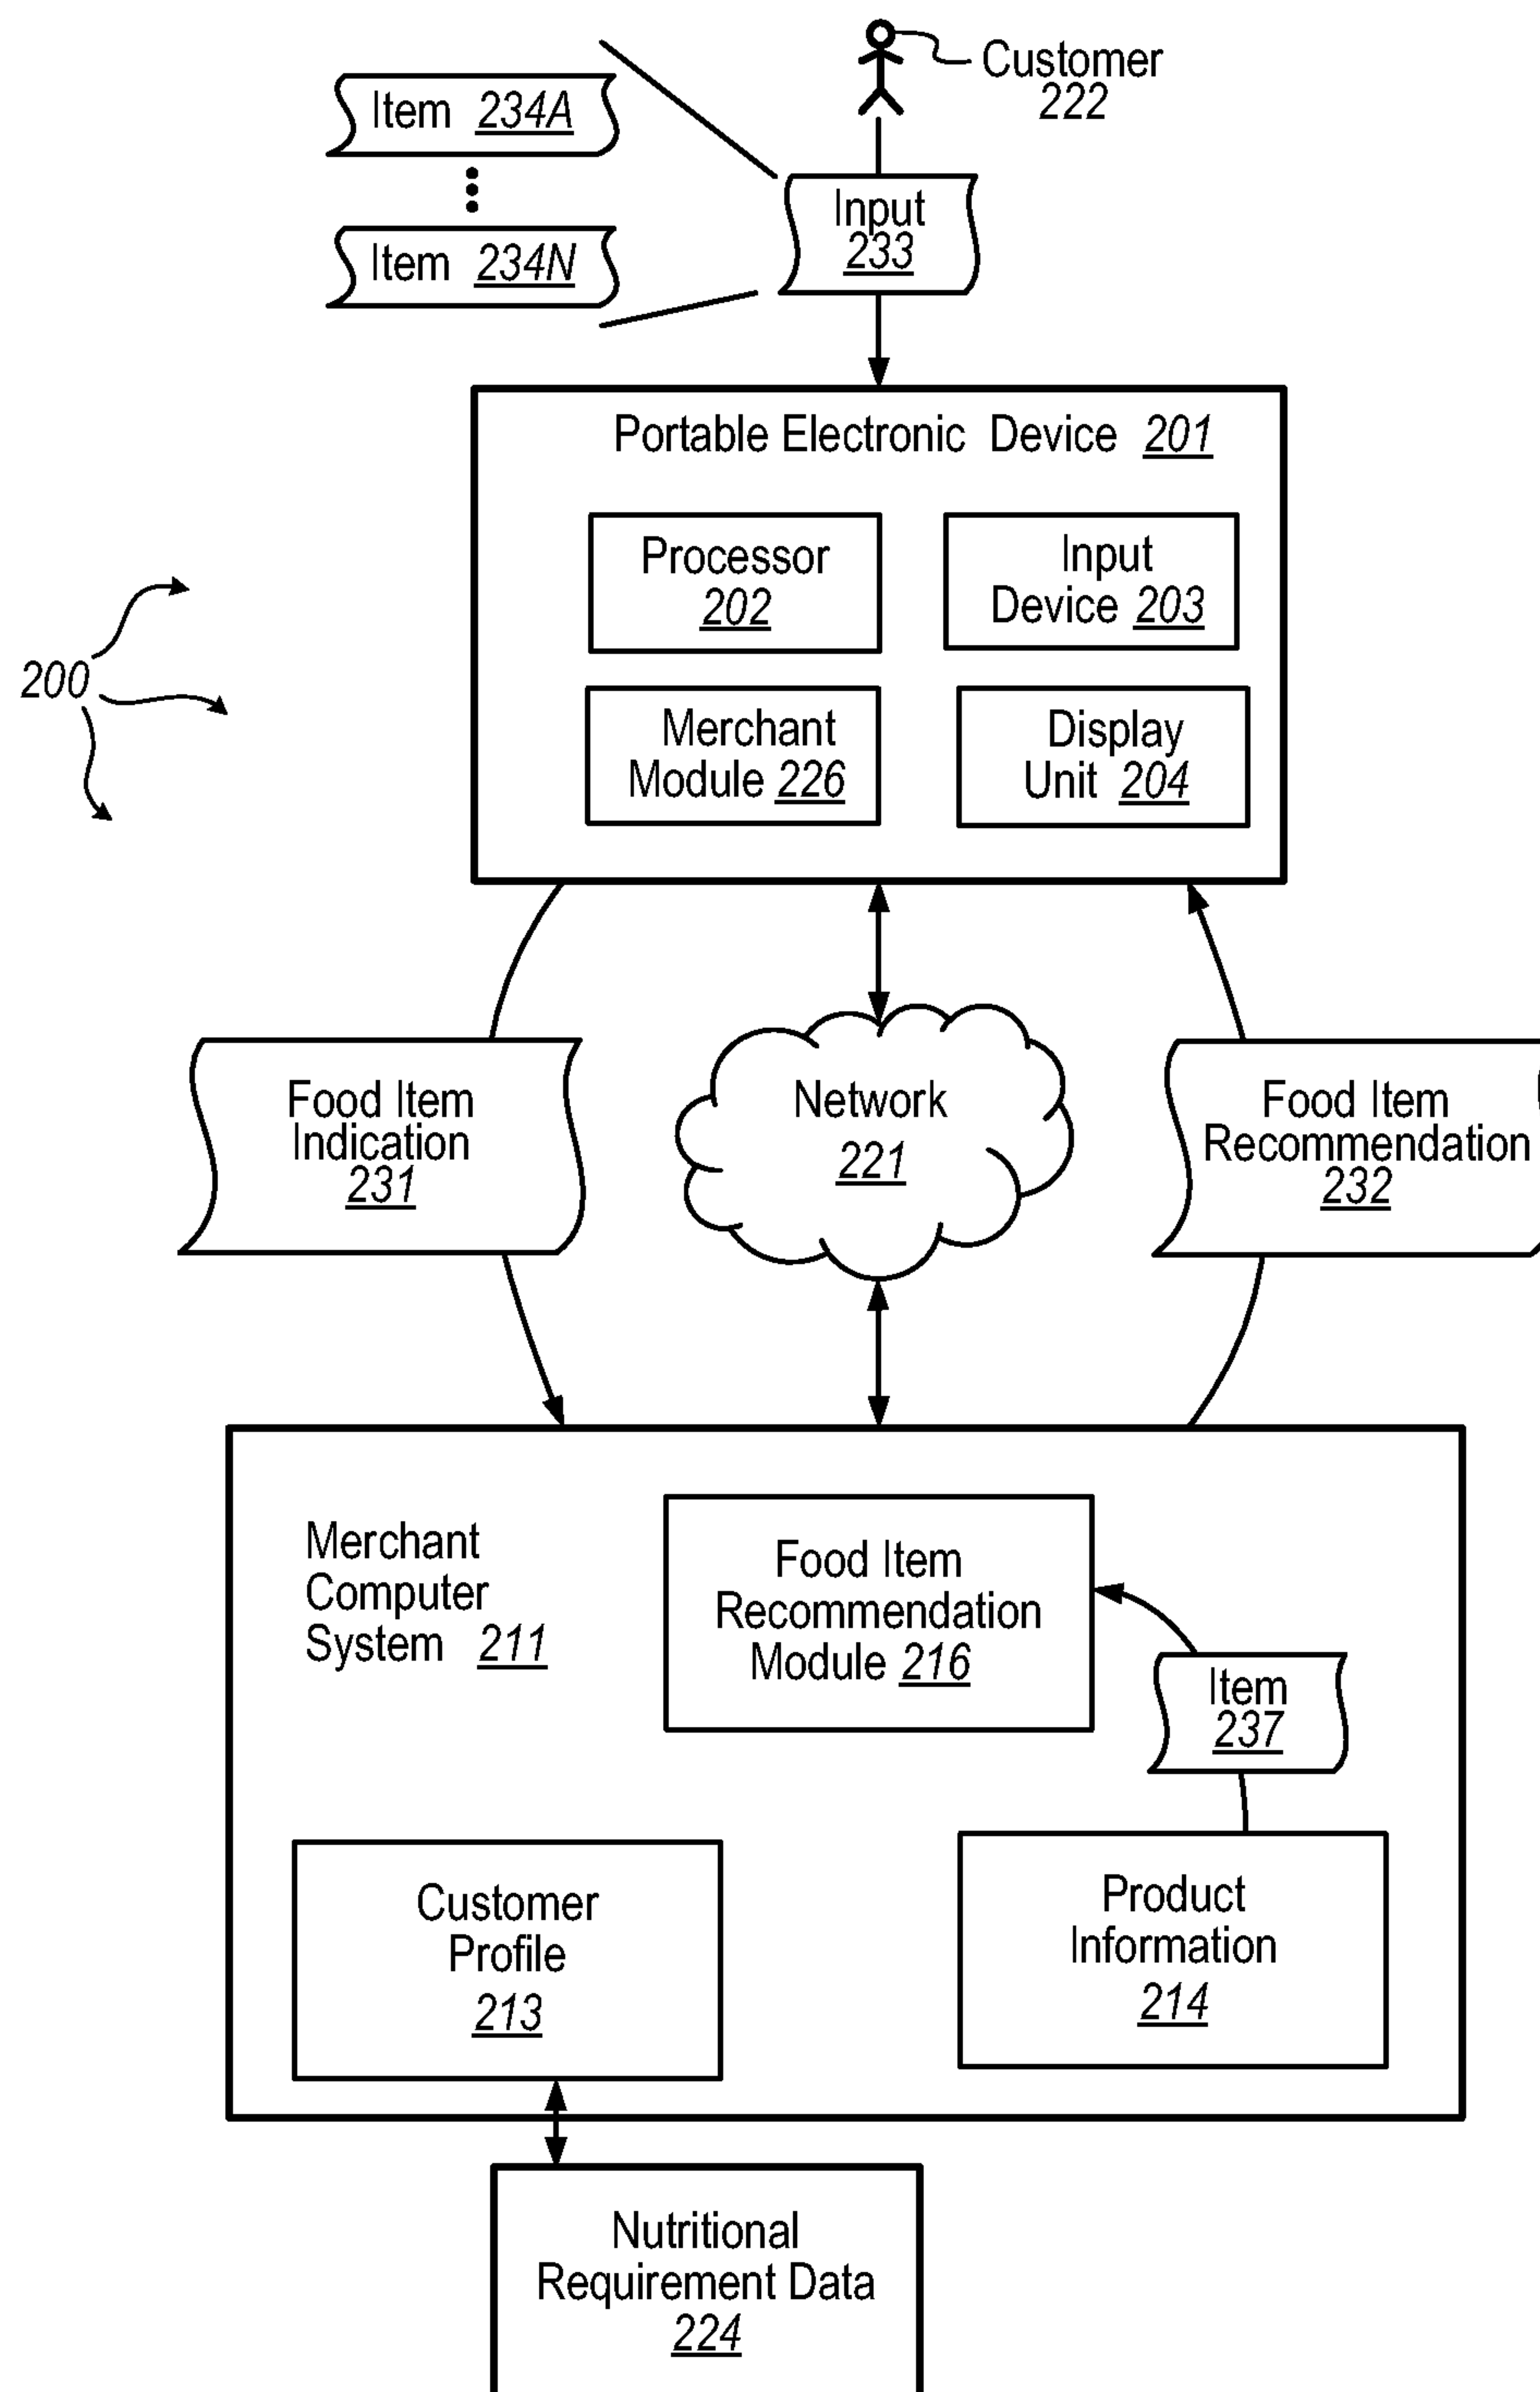 Customer
222
Item 234A
Item 234N
Input
233
Portable Electronic Device 201
Processor
202
Input
Device 203
Merchant
Module 226
Display
Unit 204
200
Food Item
Indication
231
Network
221
Food Item
Recommendation
232
Merchant
Computer
System 211
Food Item
Recommendation
Module 216
Item
237
Customer
Profile
213
Product
Information
214
Nutritional
Requirement Data
224